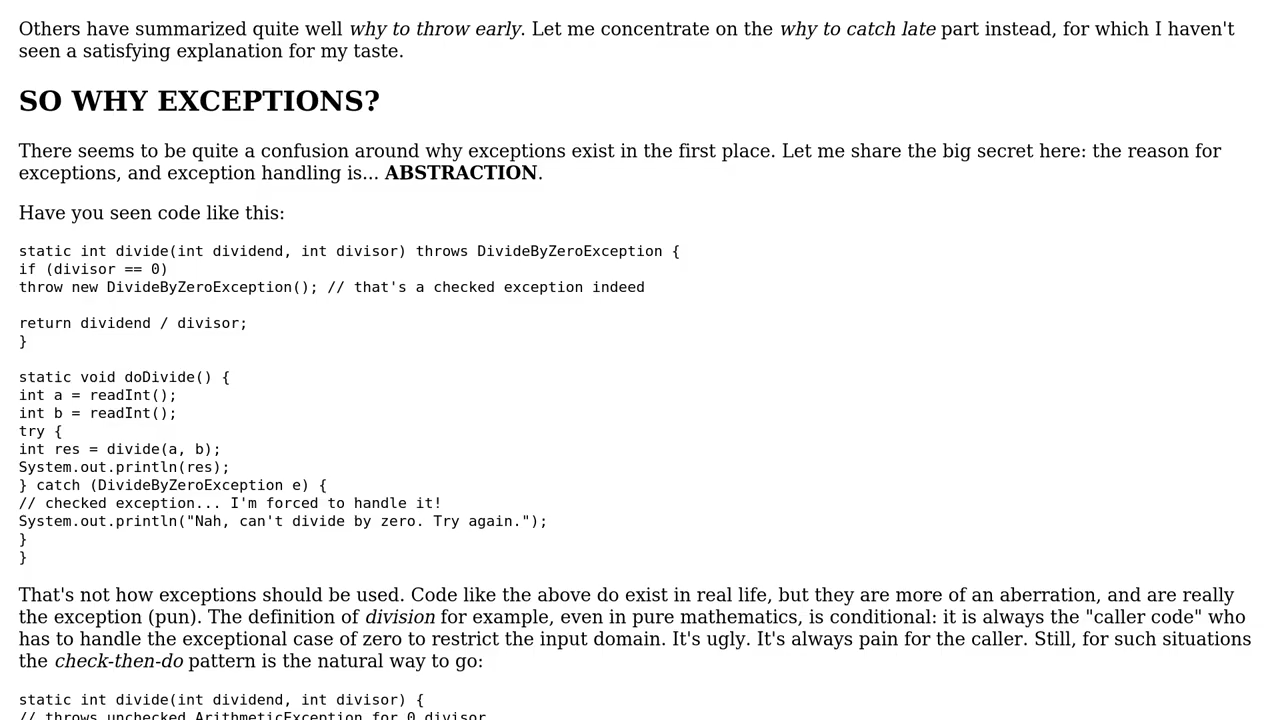 Others have summarized quite well why to throw early. Let me concentrate on the why to catch late part instead, for which I haven't
seen a satisfying explanation for my taste.
SO WHY EXCEPTIONS?
There seems to be quite a confusion around why exceptions exist in the first place. Let me share the big secret here: the reason for
exceptions, and exception handling is... ABSTRACTION.
Have you seen code like this:
static int divide(int dividend, int divisor) throws DivideByZeroException {
if (divisor == 0)
throw new DivideByZeroException(); // that's a checked exception indeed
return dividend / divisor;
}
static void doDivide() {
int a = readInt();
int b = readInt();
try {
int res = divide(a, b);
System.out.println(res);
} catch (DivideByZeroException e) {
// checked exception... I'm forced to handle it!
System.out.println("Nah, can't divide by zero. Try again.");
}
}
That's not how exceptions should be used. Code like the above do exist in real life, but they are more of an aberration, and are really
the exception (pun). The definition of division for example, even in pure mathematics, is conditional: it is always the "caller code" who
has to handle the exceptional case of zero to restrict the input domain. It's ugly. It's always pain for the caller. Still, for such situations
the check-then-do pattern is the natural way to go:
static int divide(int dividend, int divisor) {
// throws unchecked ArithmeticException for 0 divisor